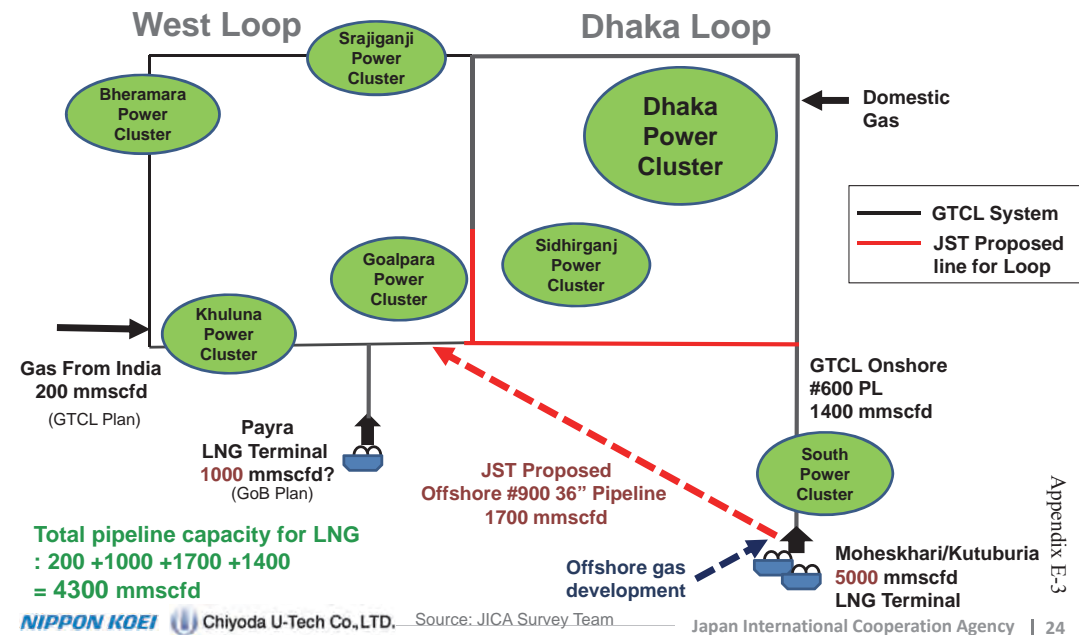 West Loop
Dhaka Loop
Srajiganji
Power
Cluster
Bheramara
Power
Cluster
Dhaka
Power
Cluster
Domestic
Gas
GTCL System
JST Proposed
line for Loop
Sidhirganj
Power
Cluster
Goalpara
Power
Cluster
Khuluna
Power
Cluster
Gas From India
200 mmscfd
(GTCL Plan)
GTCL Onshore
#600 PL
1400 mmscfd
Payra
LNG Terminal
1000 mmscfd?
(GoB Plan)
JST Proposed
Offshore #900 36” Pipeline
1700 mmscfd
South
Power
Cluster
Total pipeline capacity for LNG
: 200 +1000 +1700 +1400
= 4300 mmscfd
Offshore gas
development
Moheskhari/Kutuburia
5000 mmscfd
LNG Terminal
Appendix E-3
NIPPON KOEI
Chiyoda U-Tech Co.,LTD.
Source: JICA Survey Team
Japan International Cooperation Agency | 24